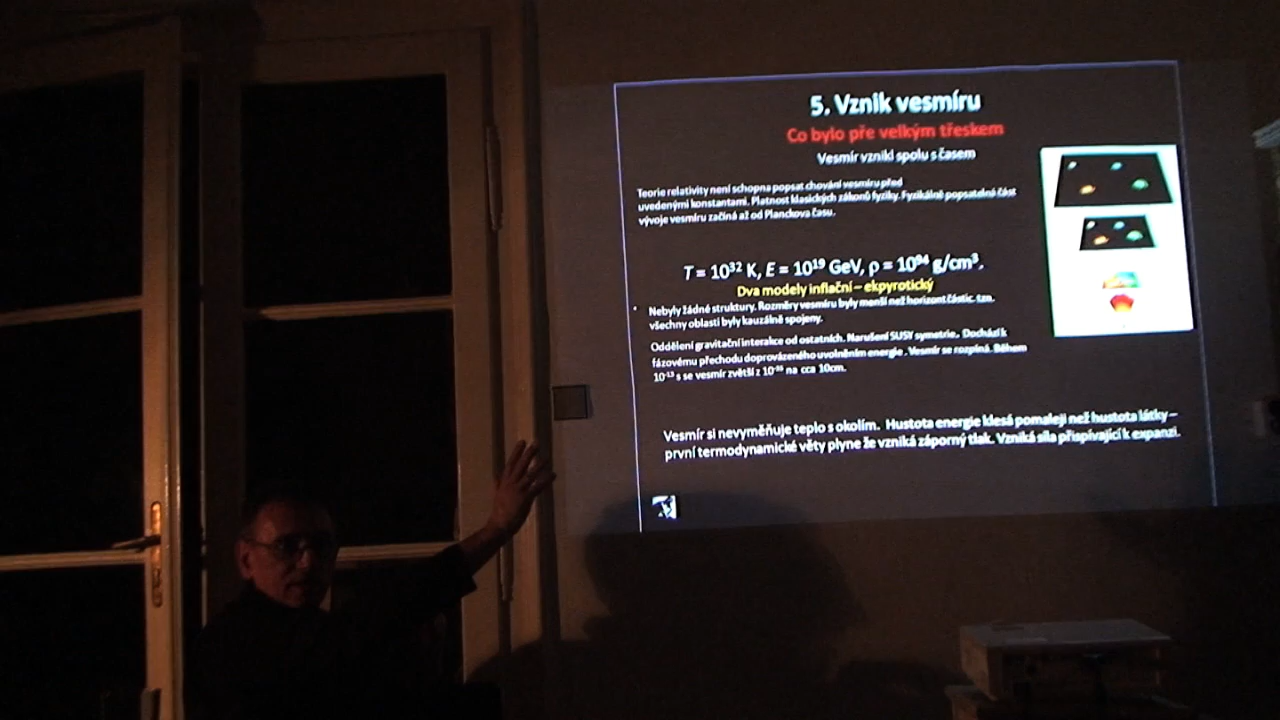 5. Vznik vesmíru
Co bylo pře velkým třeskem
Vesmír vznikl spolu s časem
Teorie relativity není schopna popsat chování vesmíru před
uvedenými konstantami. Platnost klasických zákonů fyziky. Fyzikálně popsatelná část
vývoje vesmíru začíná až od Planckova času.
T = 10³² K, E = 10¹⁹ GeV, ρ = 10⁹⁴ g/cm³.
Dva modely inflační – ekpyrotický
• Nebyly žádné struktury. Rozměry vesmíru byly menší než horizont částic. tzn.
všechny oblasti byly kauzálně spojeny.
Oddělení gravitační interakce od ostatních. Narušení SUSY symetrie. Dochází k
fázovému přechodu doprovázeného uvolněním energie. Vesmír se rozpíná. Během
s se vesmír zvětší z na cca 10cm.
Vesmír si nevyměňuje teplo s okolím. Hustota energie klesá pomaleji než hustota látky –
první termodynamické věty plyne že vzniká záporný tlak. Vzniká síla přispívající k expanzi.